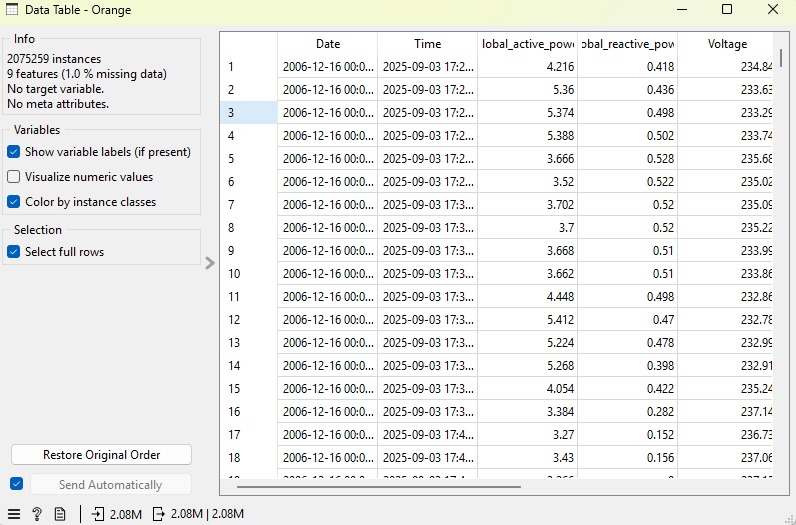 Data Table - Orange
Info
2075259 instances
9 features (1.0 % missing data)
No target variable.
No meta attributes.
Variables
Show variable labels (if present)
Visualize numeric values
Color by instance classes
Selection
Select full rows
Restore Original Order
Send Automatically
2.08M 2.08M | 2.08M
Date Time lobal_active_powe obal_reactive_pow Voltage
1 2006-12-16 00:0... 2025-09-03 17:2... 4.216 0.418 234.84
2 2006-12-16 00:0... 2025-09-03 17:2... 5.36 0.436 233.63
3 2006-12-16 00:0... 2025-09-03 17:2... 5.374 0.498 233.29
4 2006-12-16 00:0... 2025-09-03 17:2... 5.388 0.502 233.74
5 2006-12-16 00:0... 2025-09-03 17:2... 3.666 0.528 235.68
6 2006-12-16 00:0... 2025-09-03 17:2... 3.52 0.522 235.02
7 2006-12-16 00:0... 2025-09-03 17:3... 3.702 0.52 235.09
8 2006-12-16 00:0... 2025-09-03 17:3... 3.7 0.52 235.22
9 2006-12-16 00:0... 2025-09-03 17:3... 3.668 0.51 233.99
10 2006-12-16 00:0... 2025-09-03 17:3... 3.662 0.51 233.86
11 2006-12-16 00:0... 2025-09-03 17:3... 4.448 0.498 232.86
12 2006-12-16 00:0... 2025-09-03 17:3... 5.412 0.47 232.78
13 2006-12-16 00:0... 2025-09-03 17:3... 5.224 0.478 232.99
14 2006-12-16 00:0... 2025-09-03 17:3... 5.268 0.398 232.91
15 2006-12-16 00:0... 2025-09-03 17:3... 4.054 0.422 235.24
16 2006-12-16 00:0... 2025-09-03 17:3... 3.384 0.282 237.14
17 2006-12-16 00:0... 2025-09-03 17:4... 3.27 0.152 236.73
18 2006-12-16 00:0... 2025-09-03 17:4... 3.43 0.156 237.06